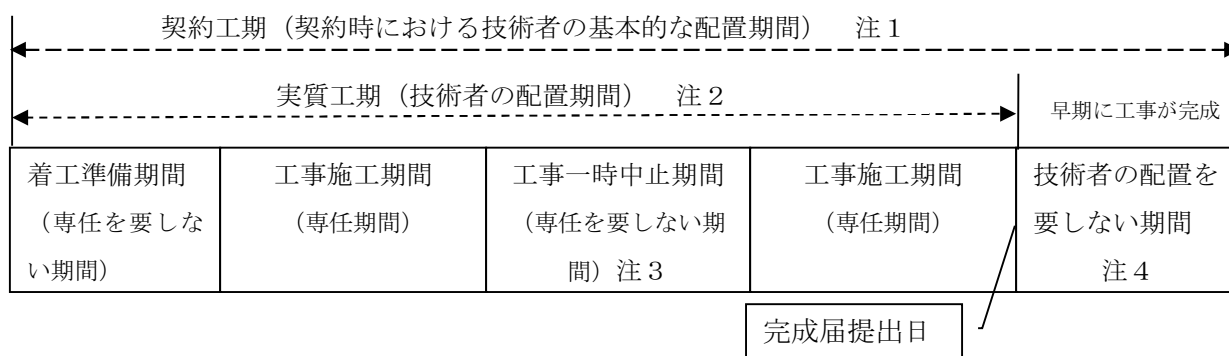 契約工期（契約時における技術者の基本的な配置期間）　注１
実質工期（技術者の配置期間）　注２
早期に工事が完成
着工準備期間
（専任を要しな
い期間）
工事施工期間
（専任期間）
工事一時中止期間
（専任を要しない期
間）注３
工事施工期間
（専任期間）
技術者の配置を
要しない期間
注４
完成届提出日